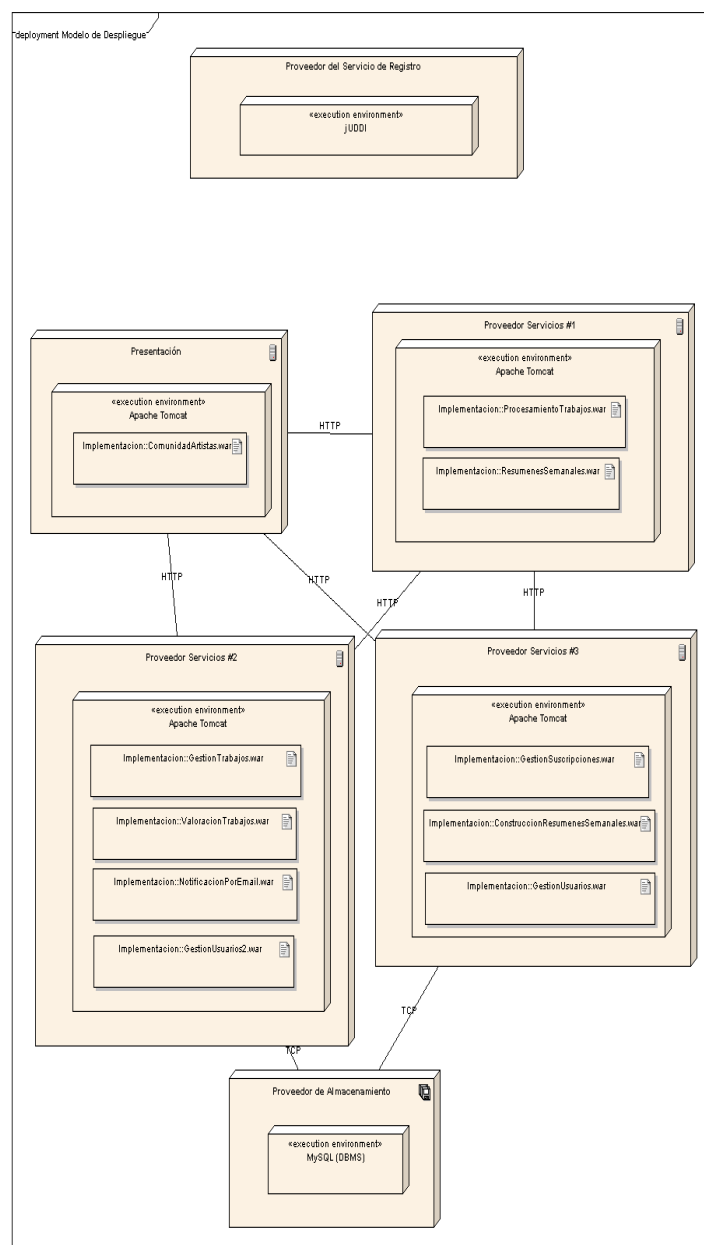 deployment Modelo de Despliegue
Proveedor del Servicio de Registro
«execution environment»
jUDDI
Presentación
«execution environment»
Apache Tomcat
Implementacion::ComunidadArtistas.war
HTTP
Proveedor Servicios #1
«execution environment»
Apache Tomcat
Implementacion::ProcesamientoTrabajos.war
Implementacion::ResumenesSemanales.war
HTTP
HTTP
HTTP
HTTP
Proveedor Servicios #2
«execution environment»
Apache Tomcat
Implementacion::GestionTrabajos.war
Implementacion::ValoracionTrabajos.war
Implementacion::NotificacionPorEmail.war
Implementacion::GestionUsuarios2.war
Proveedor Servicios #3
«execution environment»
Apache Tomcat
Implementacion::GestionSuscripciones.war
Implementacion::ConstruccionResumenesSemanales.war
Implementacion::GestionUsuarios.war
TCP
TCP
Proveedor de Almacenamiento
«execution environment»
MySQL (DBMS)